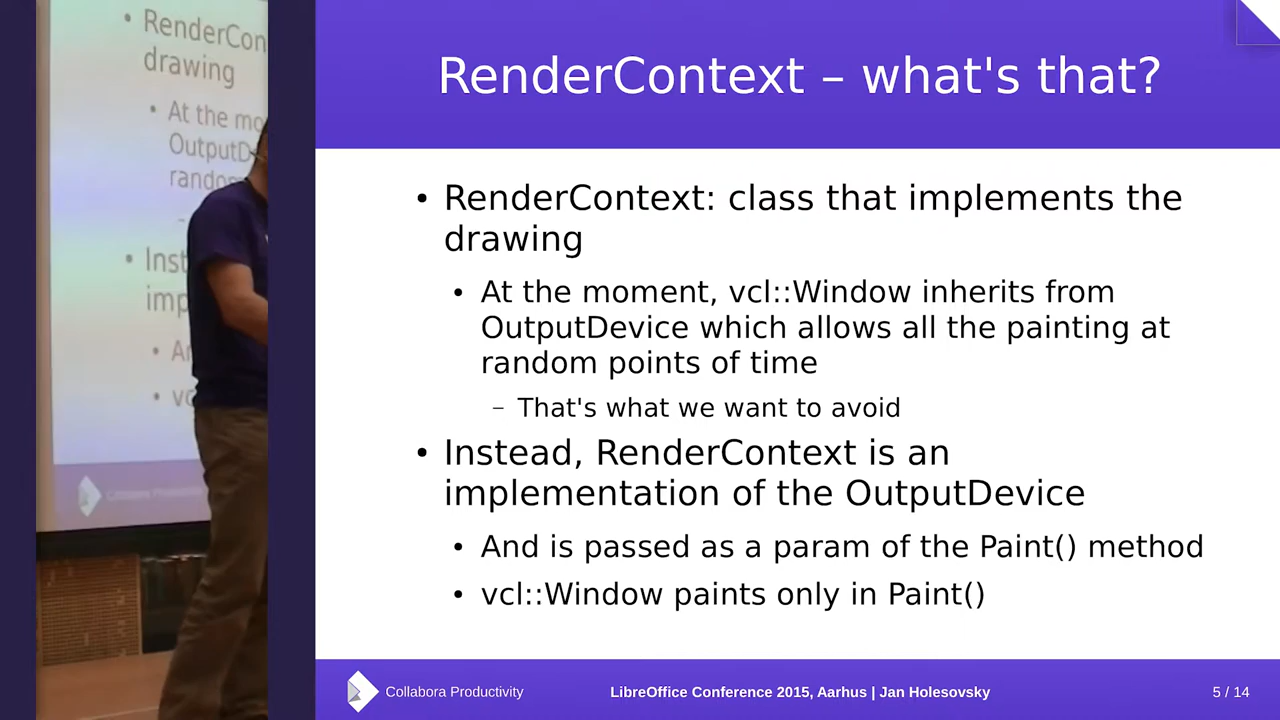 RenderCon
drawing
At the mo
OutputD
random
Inst
imp
vc
RenderContext – what's that?
• RenderContext: class that implements the
drawing
• At the moment, vcl::Window inherits from
OutputDevice which allows all the painting at
random points of time
– That's what we want to avoid
• Instead, RenderContext is an
implementation of the OutputDevice
• And is passed as a param of the Paint() method
• vcl::Window paints only in Paint()
Collabora Productivity
LibreOffice Conference 2015, Aarhus | Jan Holesovsky
5 / 14